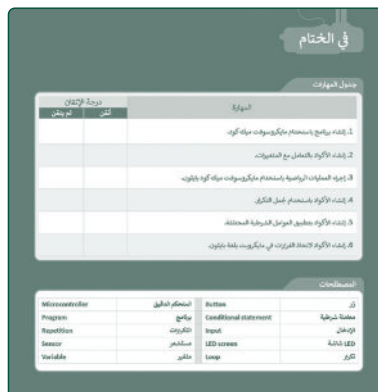 في الختام
جدول المهارات
المهارة
درجة الإتقان
أتقن
لم يتقن
1. إنشاء برنامج باستخدام مايكروسوفت ميك كود.
2. إنشاء الأكواد بالتعامل مع المتغيرات.
3. إجراء العمليات الرياضية باستخدام مايكروسوفت ميك كود بايثون.
4. إنشاء الأكواد باستخدام جمل التكرار.
5. إنشاء الأكواد بتطبيق العوامل الشرطية المختلفة.
6. إنشاء الأكواد لاتخاذ القرارات في مايكروبت بلغة بايثون.
المصطلحات
زر Button المتحكم الدقيق Microcontroller
شرطية Conditional statement برنامج Program
الإدخال Input التكرارات Repetition
شاشة LED LED screen مستشعر Sensor
تكرار Loop متغير Variable